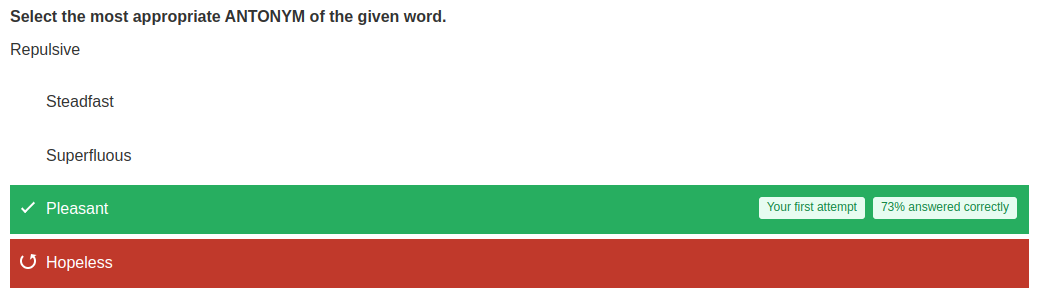 Select the most appropriate ANTONYM of the given word.
Repulsive
Steadfast
Superfluous
Pleasant Your first attempt 73% answered correctly
Hopeless